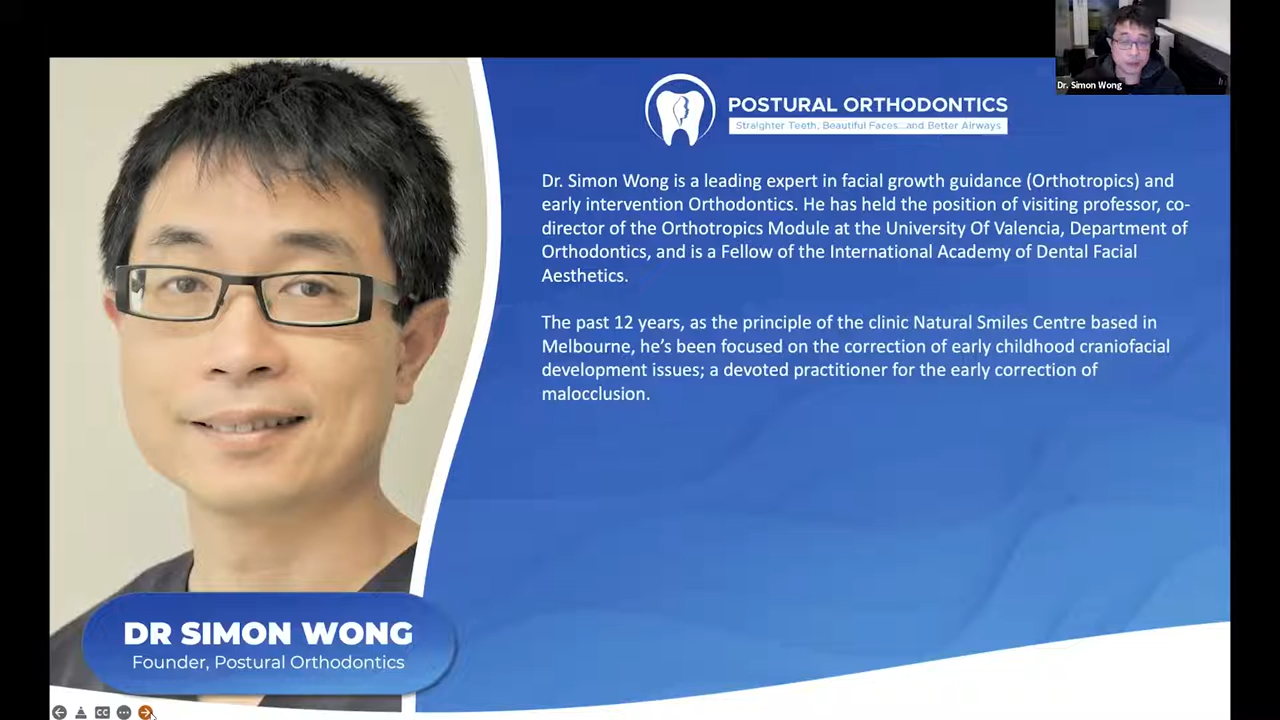 Dr. Simon Wong
POSTURAL ORTHODONTICS
Straighter Teeth, Beautiful Faces...and Better Airways
Dr. Simon Wong is a leading expert in facial growth guidance (Orthotropics) and
early intervention Orthodontics. He has held the position of visiting professor, co-
director of the Orthotropics Module at the University Of Valencia, Department of
Orthodontics, and is a Fellow of the International Academy of Dental Facial
Aesthetics.
The past 12 years, as the principle of the clinic Natural Smiles Centre based in
Melbourne, he's been focused on the correction of early childhood craniofacial
development issues; a devoted practitioner for the early correction of
malocclusion.
DR SIMON WONG
Founder, Postural Orthodontics
CC